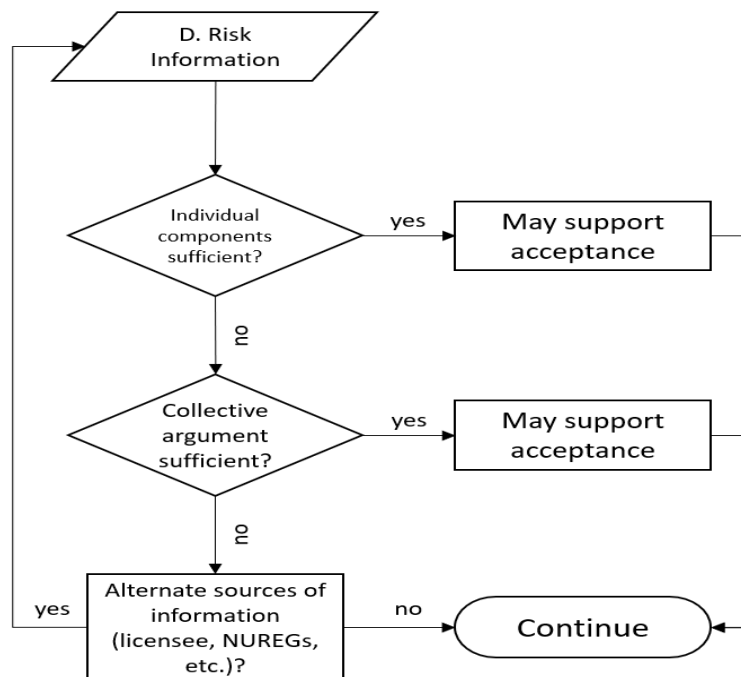 D. Risk
Information
Individual
components
sufficient?
yes
May support
acceptance
no
Collective
argument
sufficient?
yes
May support
acceptance
no
Alternate sources of
information
(licensee, NUREGs,
etc.)?
yes
no
Continue